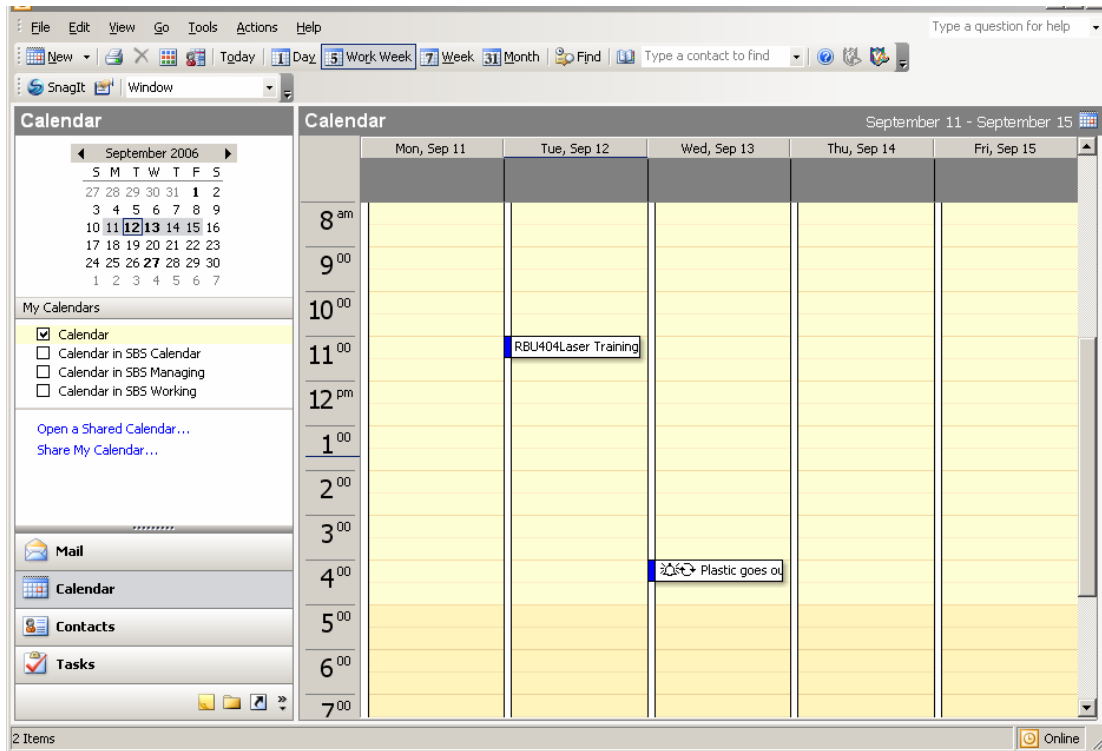 File Edit View Go Tools Actions Help Type a question for help
New Today 1 Day 5 Work Week 7 Week 31 Month Find Type a contact to find
SnagIt Window
Calendar
September 2006
S M T W T F S
27 28 29 30 31 1 2
3 4 5 6 7 8 9
10 11 12 13 14 15 16
17 18 19 20 21 22 23
24 25 26 27 28 29 30
1 2 3 4 5 6 7
My Calendars
Calendar
Calendar in SBS Calendar
Calendar in SBS Managing
Calendar in SBS Working
Open a Shared Calendar...
Share My Calendar...
Mail
Calendar
Contacts
Tasks
Calendar September 11 - September 15
Mon, Sep 11 Tue, Sep 12 Wed, Sep 13 Thu, Sep 14 Fri, Sep 15
8 am
9 00
10 00
11 00 RBU404Laser Training
12 pm
1 00
2 00
3 00
4 00 Plastic goes ou
5 00
6 00
7 00
2 Items Online